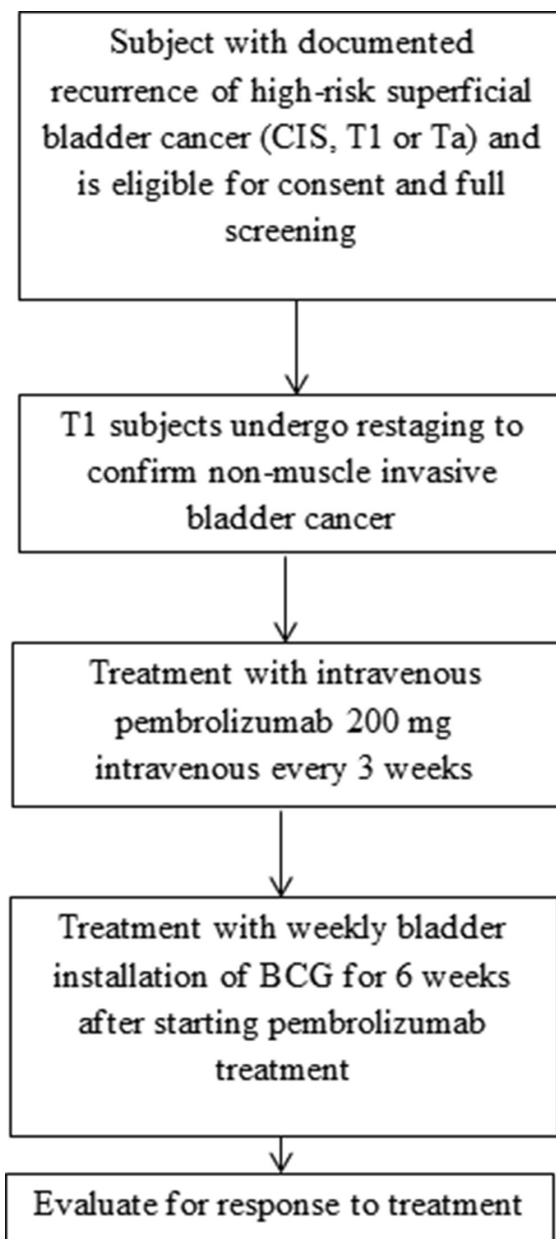 Subject with documented
recurrence of high-risk superficial
bladder cancer (CIS, T1 or Ta) and
is eligible for consent and full
screening
T1 subjects undergo restaging to
confirm non-muscle invasive
bladder cancer
Treatment with intravenous
pembrolizumab 200 mg
intravenous every 3 weeks
Treatment with weekly bladder
installation of BCG for 6 weeks
after starting pembrolizumab
treatment
Evaluate for response to treatment